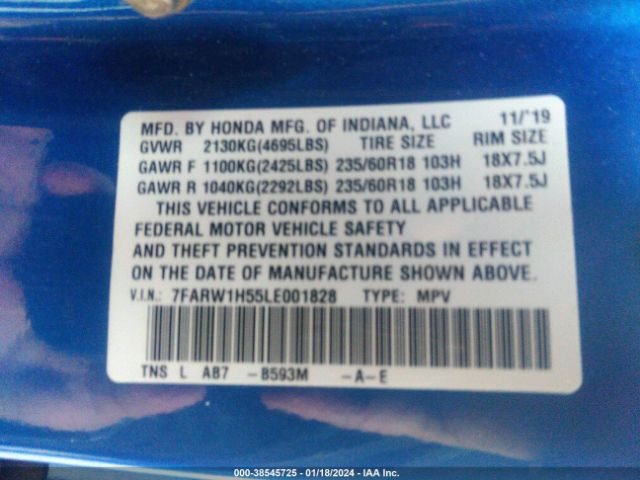 MFD. BY HONDA MFG. OF INDIANA, LLC 11/'19
GVWR 2130KG(4695LBS) TIRE SIZE RIM SIZE
GAWR F 1100KG(2425LBS) 235/60R18 103H 18X7.5J
GAWR R 1040KG(2292LBS) 235/60R18 103H 18X7.5J
THIS VEHICLE CONFORMS TO ALL APPLICABLE
FEDERAL MOTOR VEHICLE SAFETY
AND THEFT PREVENTION STANDARDS IN EFFECT
ON THE DATE OF MANUFACTURE SHOWN ABOVE.
V.I.N.: 7FARW1H55LE001828 TYPE: MPV
TNS L AB7 -B593M -A-E
000-38545725 - 01/18/2024 - IAA Inc.